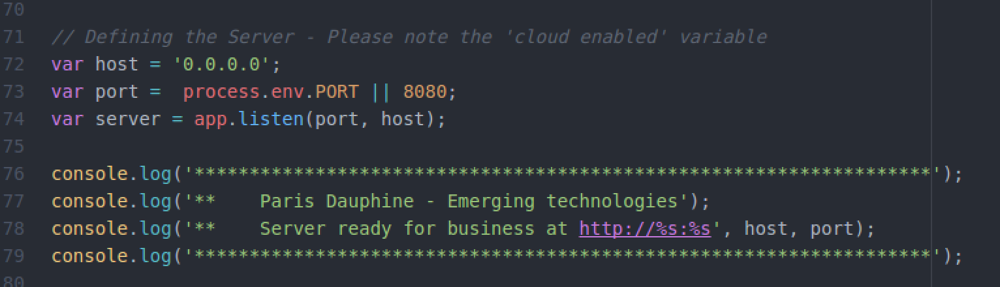 70
71 // Defining the Server - Please note the 'cloud enabled' variable
72 var host = '0.0.0.0';
73 var port =  process.env.PORT || 8080;
74 var server = app.listen(port, host);
75
76 console.log('*******************************************************************');
77 console.log('**    Paris Dauphine - Emerging technologies');
78 console.log('**    Server ready for business at http://%s:%s', host, port);
79 console.log('*******************************************************************');
80